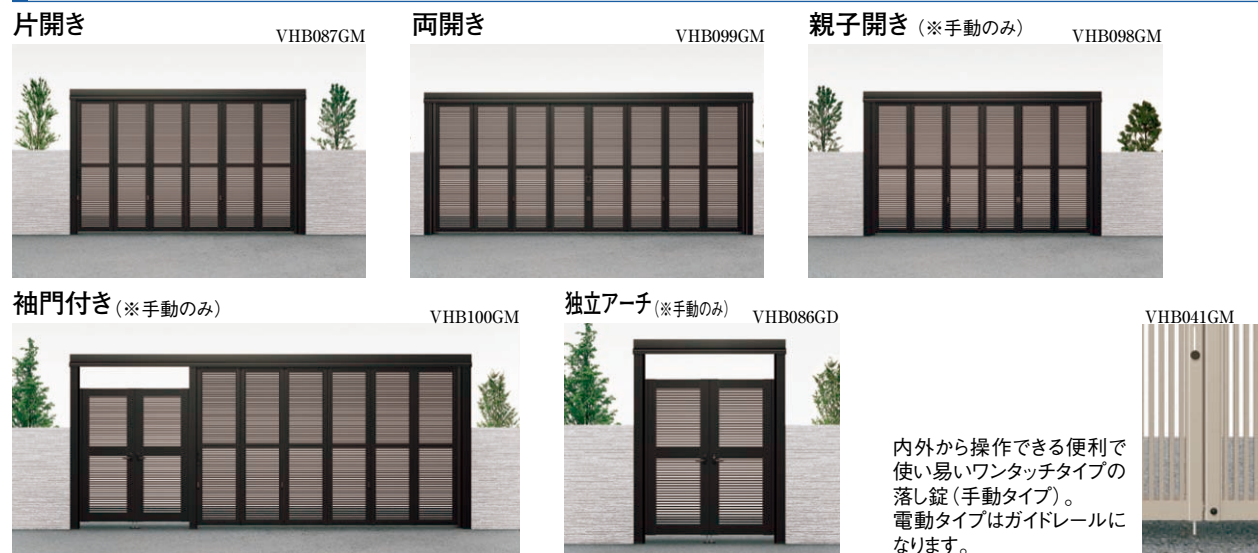 片開き
VHB087GM
両開き
VHB099GM
親子開き(※手動のみ)
VHB098GM
袖門付き(※手動のみ)
VHB100GM
独立アーチ(※手動のみ)
VHB086GD
VHB041GM
内外から操作できる便利で
使い易いワンタッチタイプの
落し錠(手動タイプ)。
電動タイプはガイドレールに
なります。